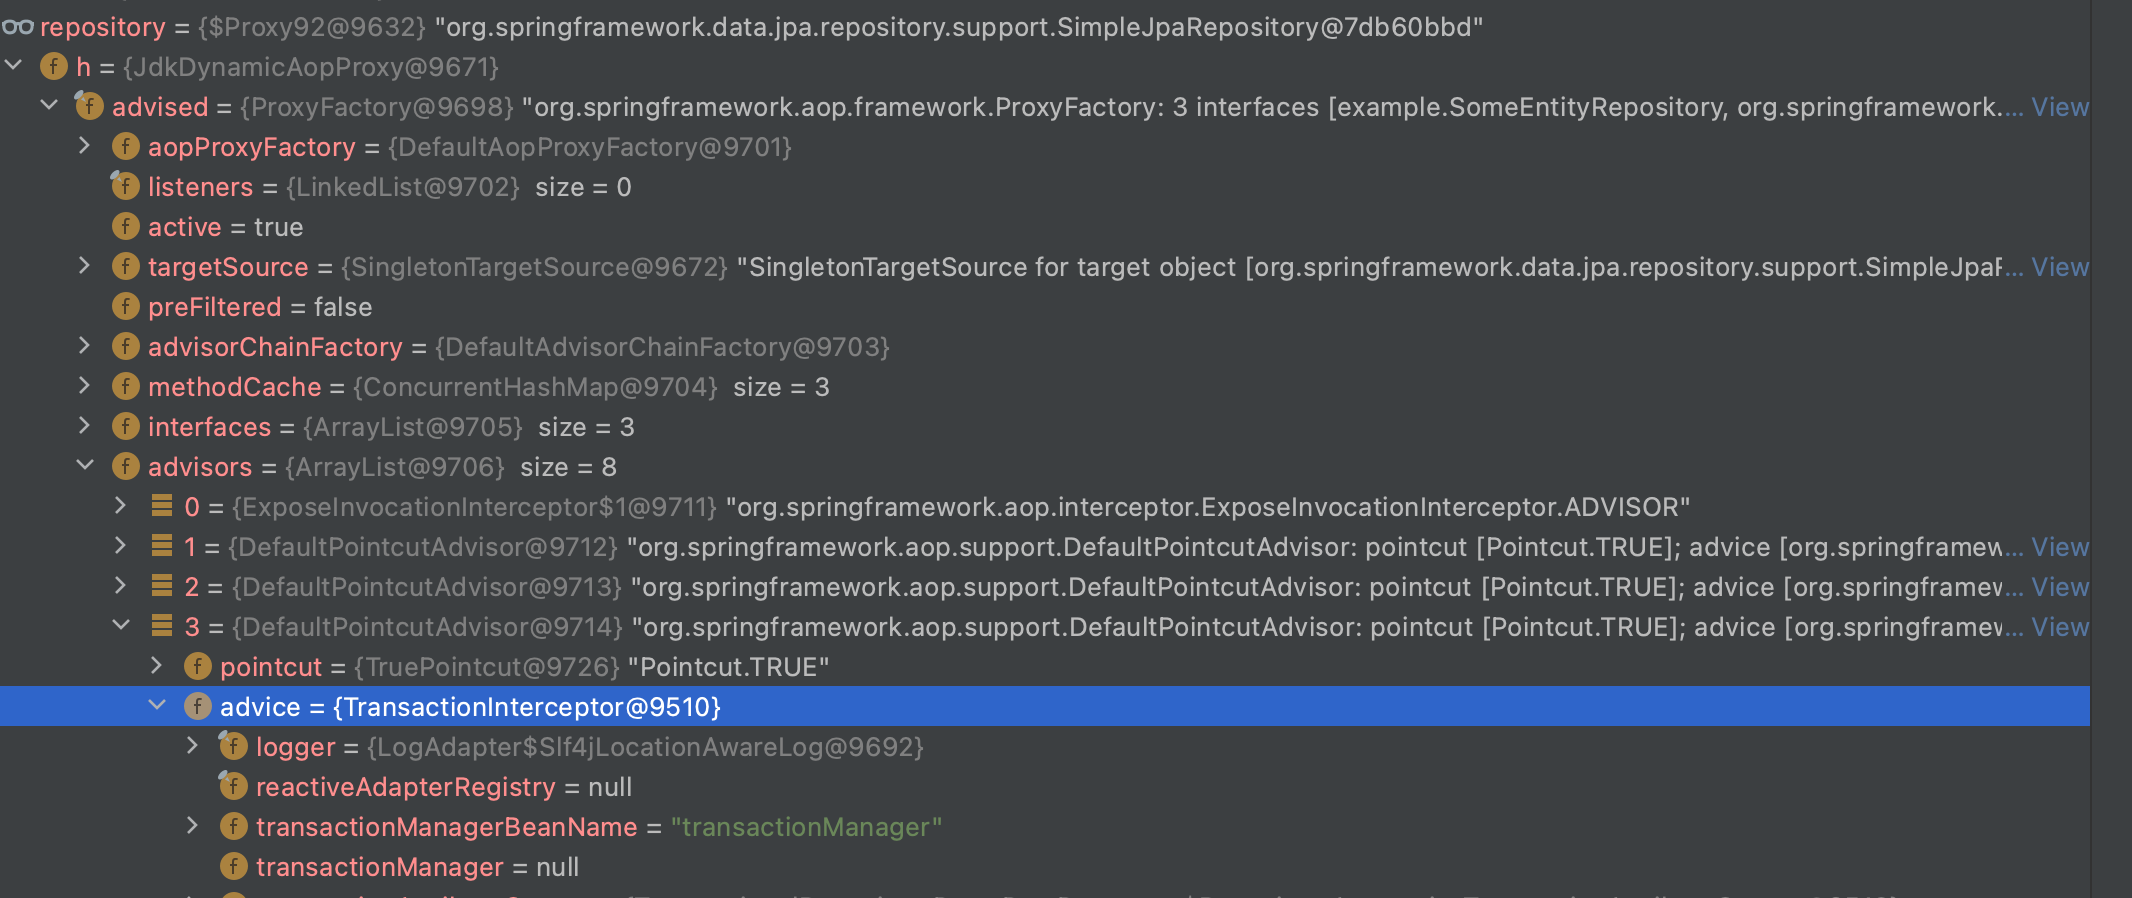 repository = {$Proxy92@9632} "org.springframework.data.jpa.repository.support.SimpleJpaRepository@7db60bbd"
f h = {JdkDynamicAopProxy@9671}
f advised = {ProxyFactory@9698} "org.springframework.aop.framework.ProxyFactory: 3 interfaces [example.SomeEntityRepository, org.springframework.... View
f aopProxyFactory = {DefaultAopProxyFactory@9701}
f listeners = {LinkedList@9702} size = 0
f active = true
f targetSource = {SingletonTargetSource@9672} "SingletonTargetSource for target object [org.springframework.data.jpa.repository.support.SimpleJpaR... View
f preFiltered = false
f advisorChainFactory = {DefaultAdvisorChainFactory@9703}
f methodCache = {ConcurrentHashMap@9704} size = 3
f interfaces = {ArrayList@9705} size = 3
f advisors = {ArrayList@9706} size = 8
0 = {ExposeInvocationInterceptor$1@9711} "org.springframework.aop.interceptor.ExposeInvocationInterceptor.ADVISOR"
1 = {DefaultPointcutAdvisor@9712} "org.springframework.aop.support.DefaultPointcutAdvisor: pointcut [Pointcut.TRUE]; advice [org.springframew... View
2 = {DefaultPointcutAdvisor@9713} "org.springframework.aop.support.DefaultPointcutAdvisor: pointcut [Pointcut.TRUE]; advice [org.springframew... View
3 = {DefaultPointcutAdvisor@9714} "org.springframework.aop.support.DefaultPointcutAdvisor: pointcut [Pointcut.TRUE]; advice [org.springframew... View
f pointcut = {TruePointcut@9726} "Pointcut.TRUE"
f advice = {TransactionInterceptor@9510}
f logger = {LogAdapter$Slf4jLocationAwareLog@9692}
f reactiveAdapterRegistry = null
f transactionManagerBeanName = "transactionManager"
f transactionManager = null